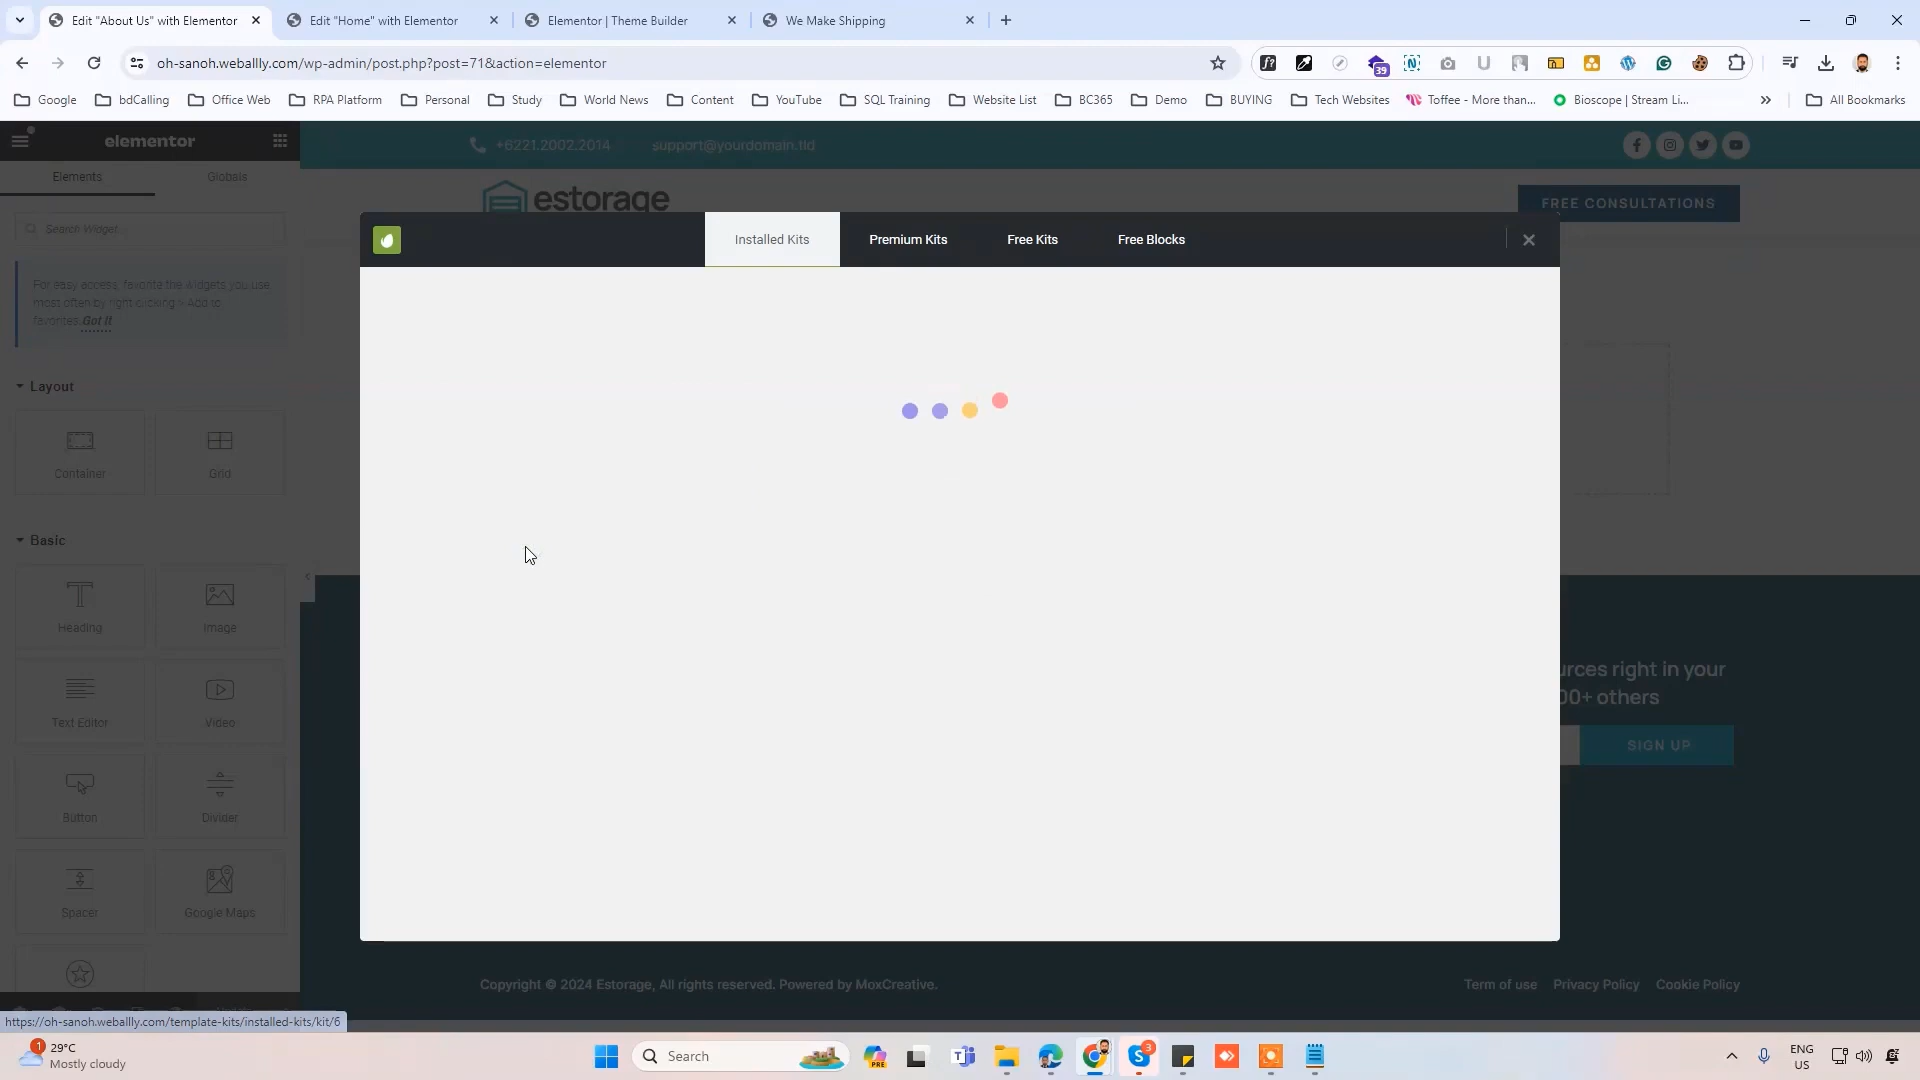 Edit "About Us" with Elementor
Edit "Home" with Elementor
Elementor | Theme Builder
We Make Shipping
oh-sanoh.weballly.com/wp-admin/post.php?post=71&action=elementor
39
Google
bdCalling
Office Web
RPA Platform
Personal
Study
World News
Content
YouTube
SQL Training
Website List
BC365
Demo
BUYING
Tech Websites
Toffee - More than...
Bioscope | Stream Li...
All Bookmarks
elementor
+6221.2002.2014
support@yourdomain.tld
Elements
Globals
estorage
FREE CONSULTATIONS
Search Widget...
Installed Kits
Premium Kits
Free Kits
Free Blocks
For easy access, favorite the widgets you use
most often by right clicking > Add to
favorites. Got it
Layout
Container
Grid
Basic
Heading
Image
Text Editor
Video
Button
Divider
Spacer
Google Maps
urces right in your
00+ others
SIGN UP
Copyright © 2024 Estorage, All rights reserved. Powered by MoxCreative.
Term of use
Privacy Policy
Cookie Policy
https://oh-sanoh.weballly.com/template-kits/installed-kits/kit/6
1
29°C
Mostly cloudy
Search
PRE
3
ENG
US